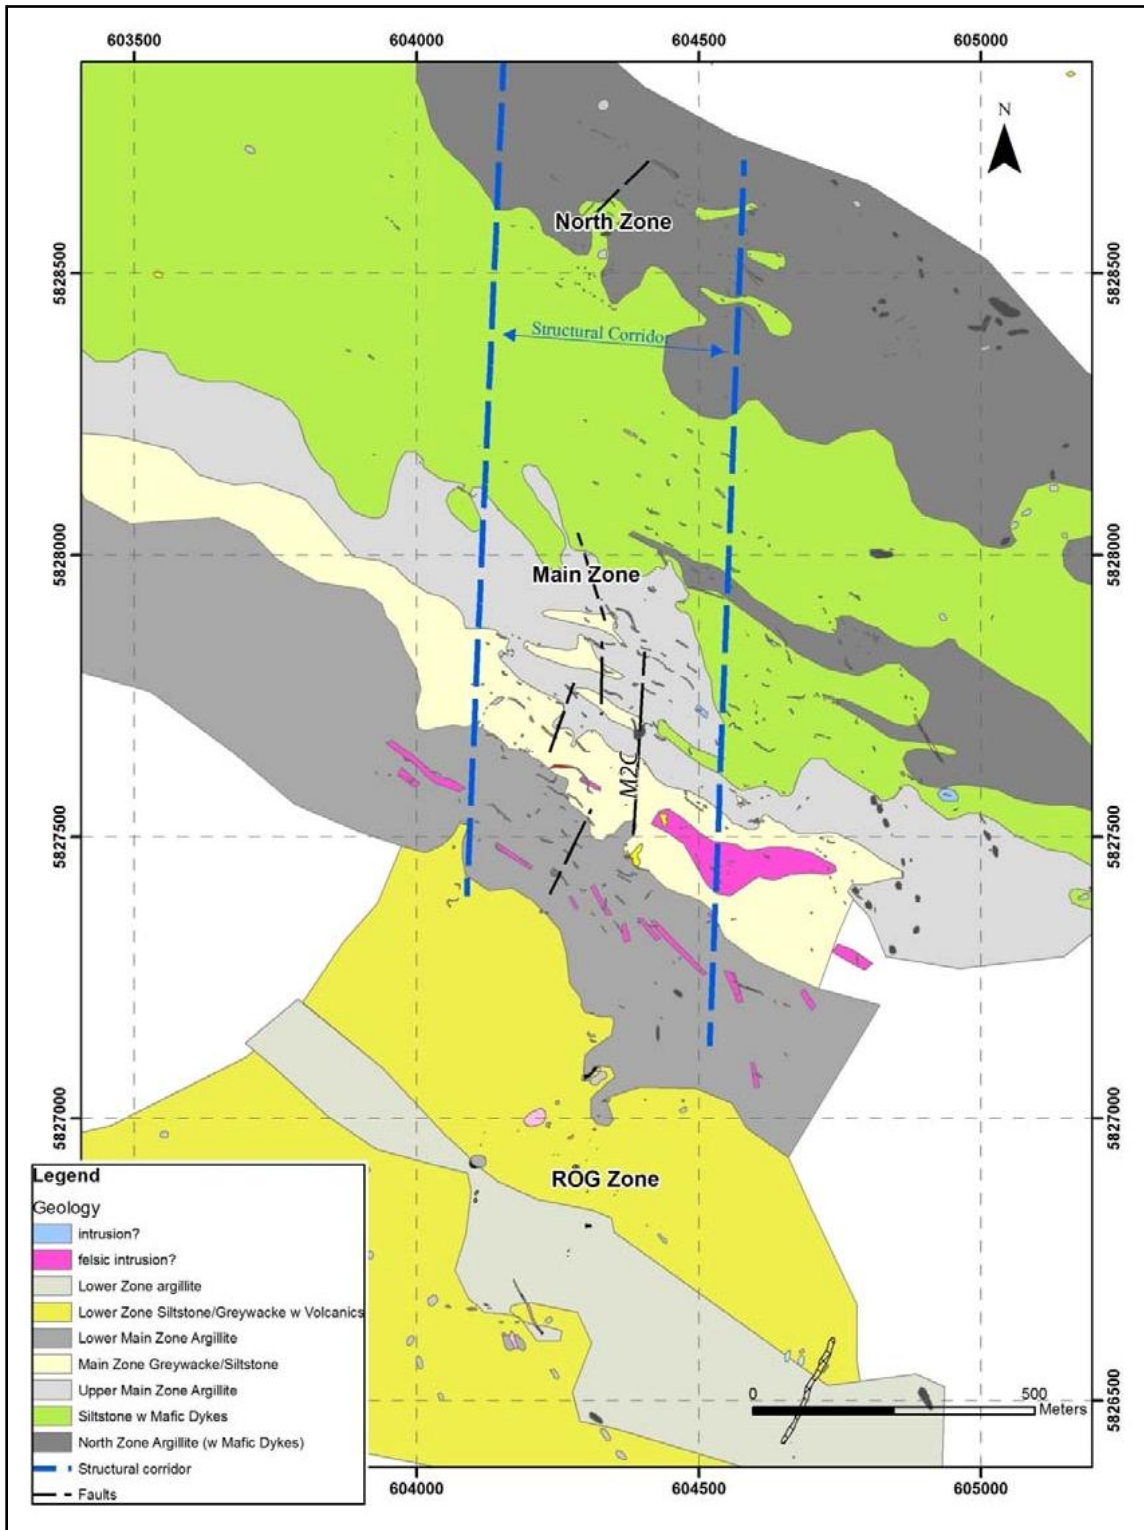 603500 604000 604500 605000
N
North Zone
5828500 5828500
Structural Corridor
5828000 5828000
Main Zone
M2C
5827500 5827500
5827000 5827000
ROG Zone
Legend
Geology
intrusion?
felsic intrusion?
Lower Zone argillite
Lower Zone Siltstone/Greywacke w Volcanics
Lower Main Zone Argillite
Main Zone Greywacke/Siltstone
Upper Main Zone Argillite
Siltstone w Mafic Dykes
North Zone Argillite (w Mafic Dykes)
Structural corridor
Faults
0 500
Meters
5826500 5826500
604000 604500 605000